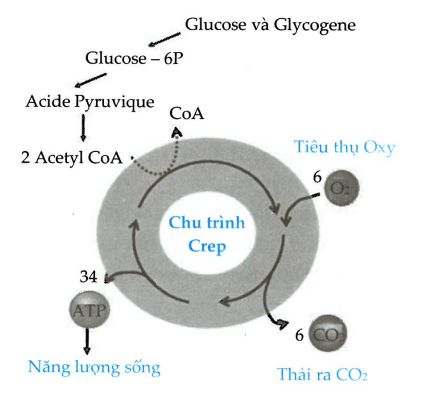 Glucose và Glycogene
Glucose – 6P
Acide Pyruvique
CoA
2 Acetyl CoA
Tiêu thụ Oxy
6
O₂
Chu trình
Crep
34
ATP
6
CO
Năng lượng sống
Thải ra CO₂